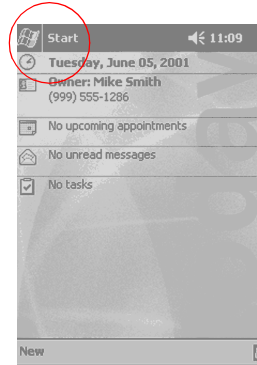 Start 11:09
Tuesday, June 05, 2001
Owner: Mike Smith
(999) 555-1286
No upcoming appointments
No unread messages
No tasks
New